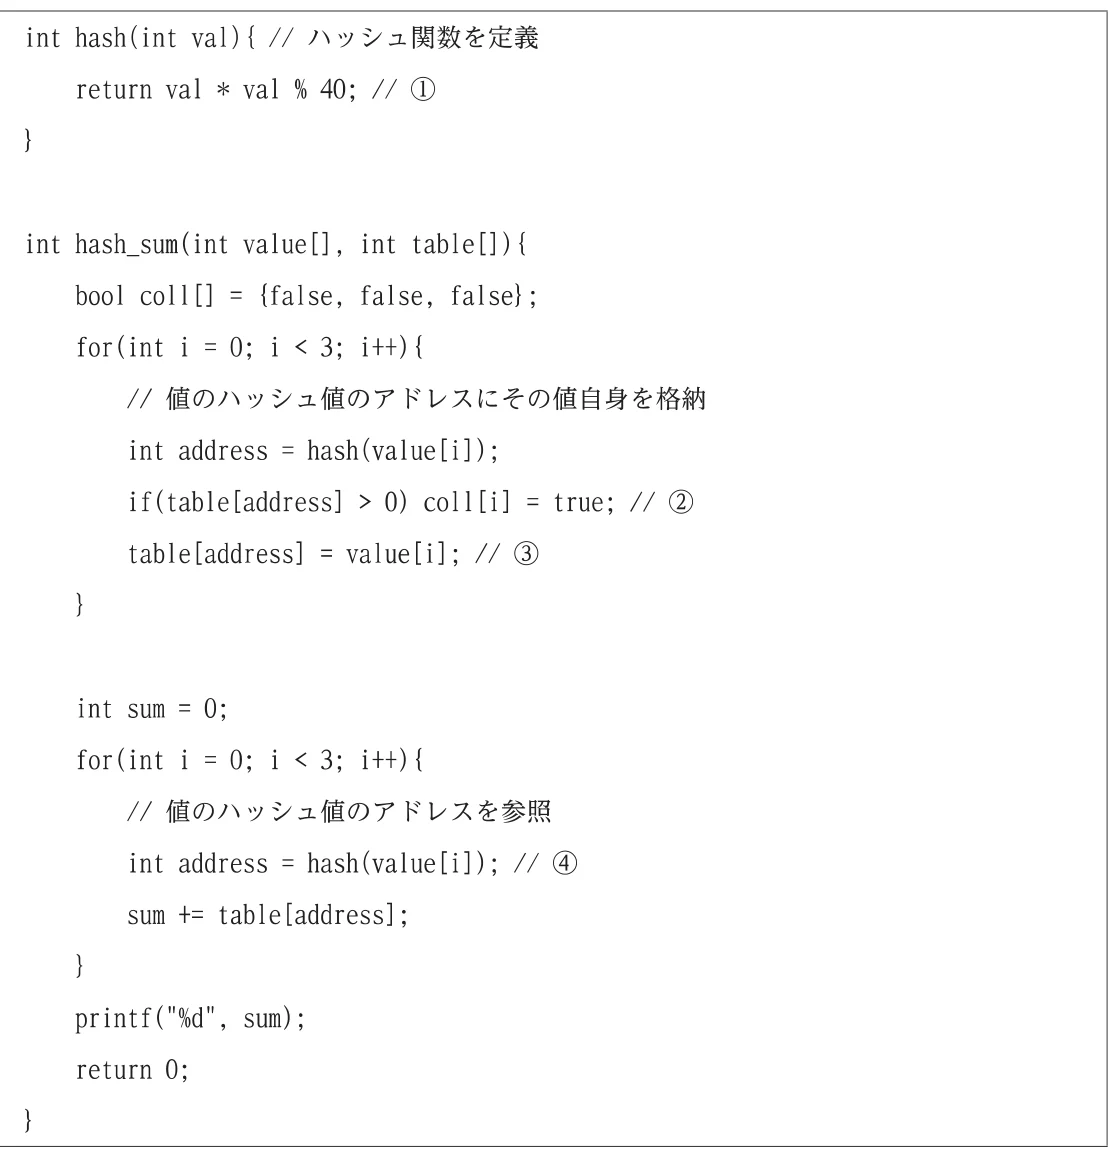 int hash(int val){ // ハッシュ関数を定義
    return val * val % 40; // ①
}

int hash_sum(int value[], int table[]){
    bool coll[] = {false, false, false};
    for(int i = 0; i < 3; i++){
        // 値のハッシュ値のアドレスにその値自身を格納
        int address = hash(value[i]);
        if(table[address] > 0) coll[i] = true; // ②
        table[address] = value[i]; // ③
    }

    int sum = 0;
    for(int i = 0; i < 3; i++){
        // 値のハッシュ値のアドレスを参照
        int address = hash(value[i]); // ④
        sum += table[address];
    }
    printf("%d", sum);
    return 0;
}